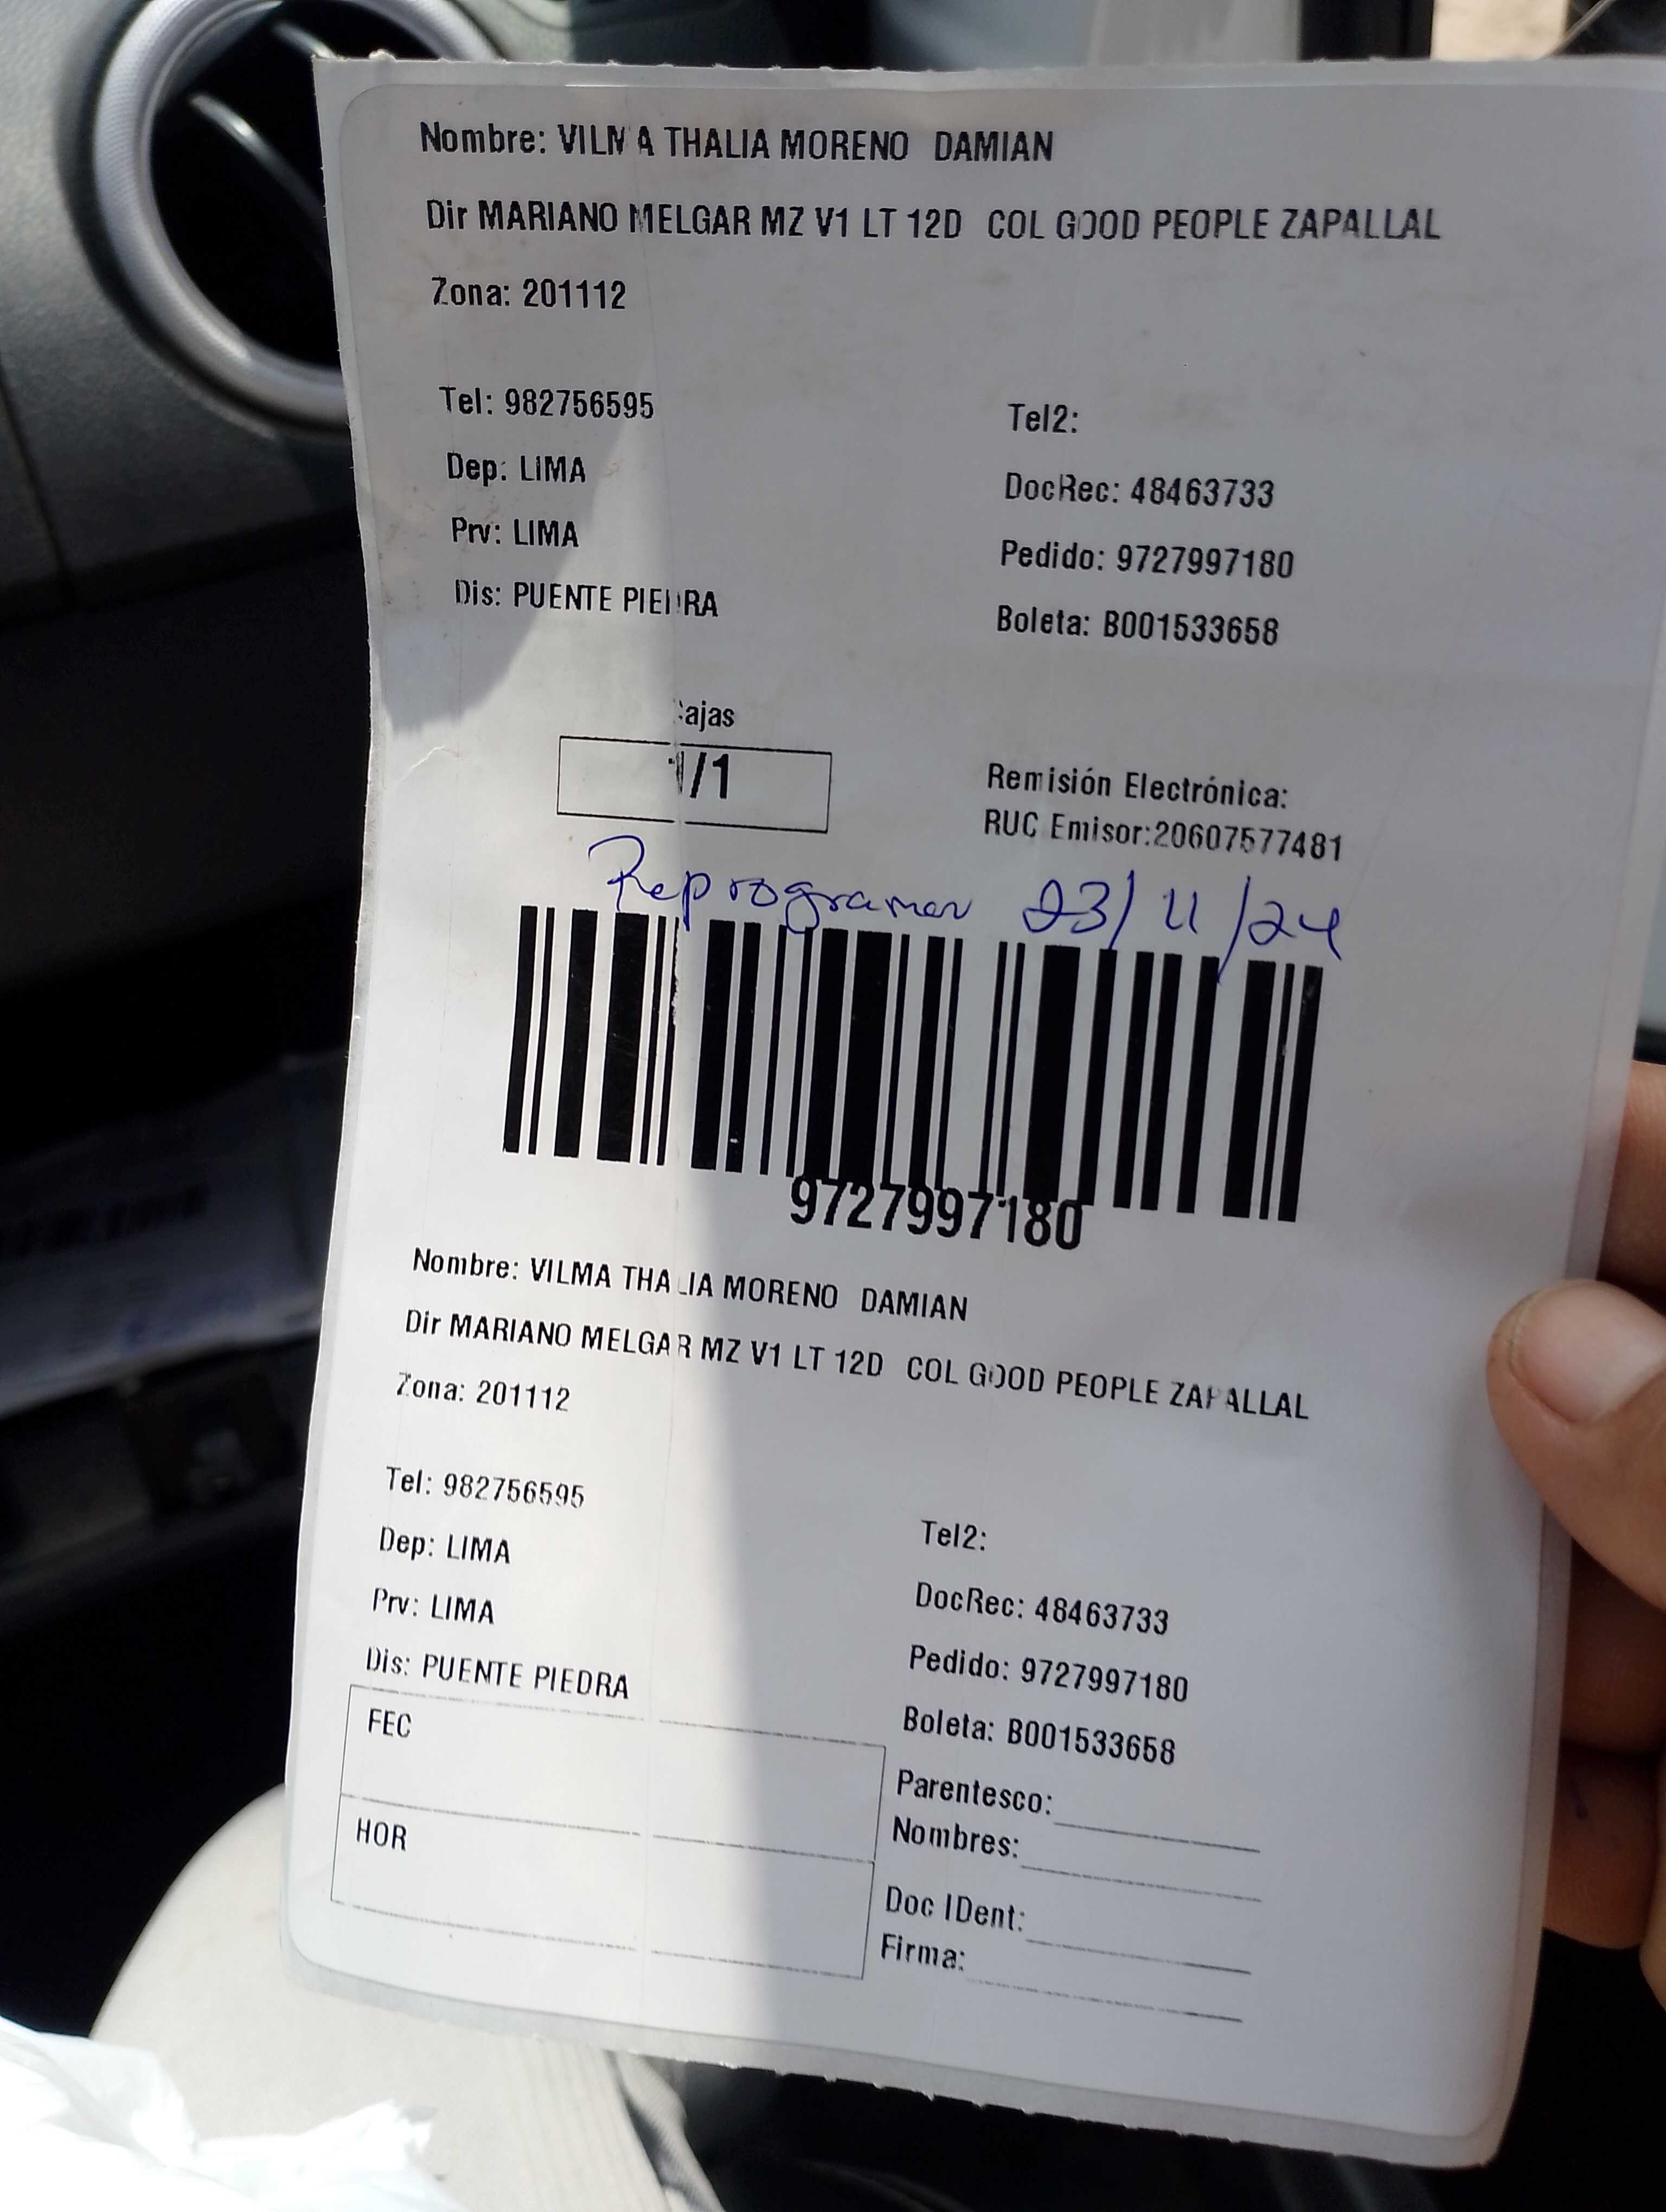 Nombre: VILMA THALIA MORENO DAMIAN
Dir MARIANO MELGAR MZ V1 LT 12D COL GOOD PEOPLE ZAPALLAL
Zona: 201112
Tel: 982756595
Tel2:
Dep: LIMA
DocRec: 48463733
Prv: LIMA
Pedido: 9727997180
Dis: PUENTE PIEDRA
Boleta: B001533658
Cajas
1/1
Remisión Electrónica:
RUC Emisor:20607577481
Reprogramar 23/11/24
9727997180
Nombre: VILMA THALIA MORENO DAMIAN
Dir MARIANO MELGAR MZ V1 LT 12D COL GOOD PEOPLE ZAPALLAL
Zona: 201112
Tel: 982756595
Tel2:
Dep: LIMA
DocRec: 48463733
Prv: LIMA
Pedido: 9727997180
Dis: PUENTE PIEDRA
Boleta: B001533658
FEC
Parentesco:
Nombres:
HOR
Doc IDent:
Firma: